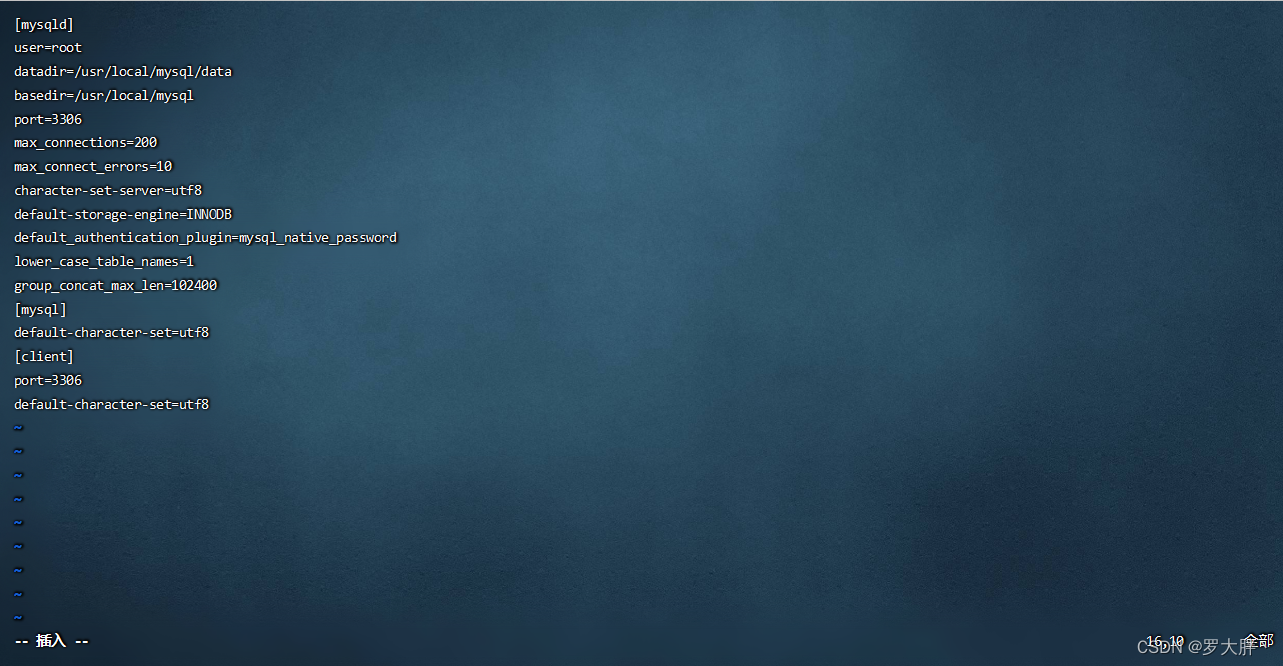 [mysqld]
user=root
datadir=/usr/local/mysql/data
basedir=/usr/local/mysql
port=3306
max_connections=200
max_connect_errors=10
character-set-server=utf8
default-storage-engine=INNODB
default_authentication_plugin=mysql_native_password
lower_case_table_names=1
group_concat_max_len=102400
[mysql]
default-character-set=utf8
[client]
port=3306
default-character-set=utf8
~
~
~
~
~
~
~
~
~
-- 插入 -- 16,10 全部
CSDN @罗大胖